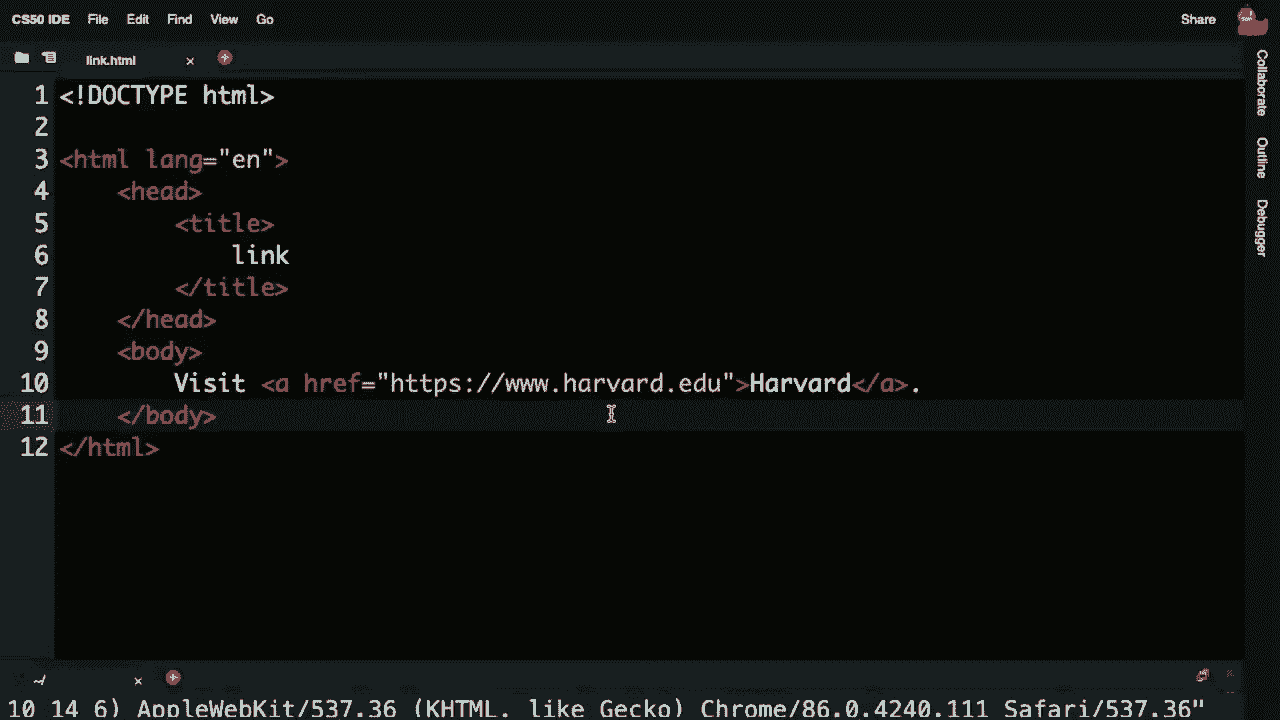 CS50 IDE File Edit Find View Go Share
link.html
1 <!DOCTYPE html>
2
3 <html lang="en">
4     <head>
5         <title>
6             link
7         </title>
8     </head>
9     <body>
10         Visit <a href="https://www.harvard.edu">Harvard</a>.
11     </body>
12 </html>
Collaborate
Outline
Debugger
10 14 6) AppleWebKit/537.36 (KHTML. like Gecko) Chrome/86.0.4240.111 Safari/537.36"